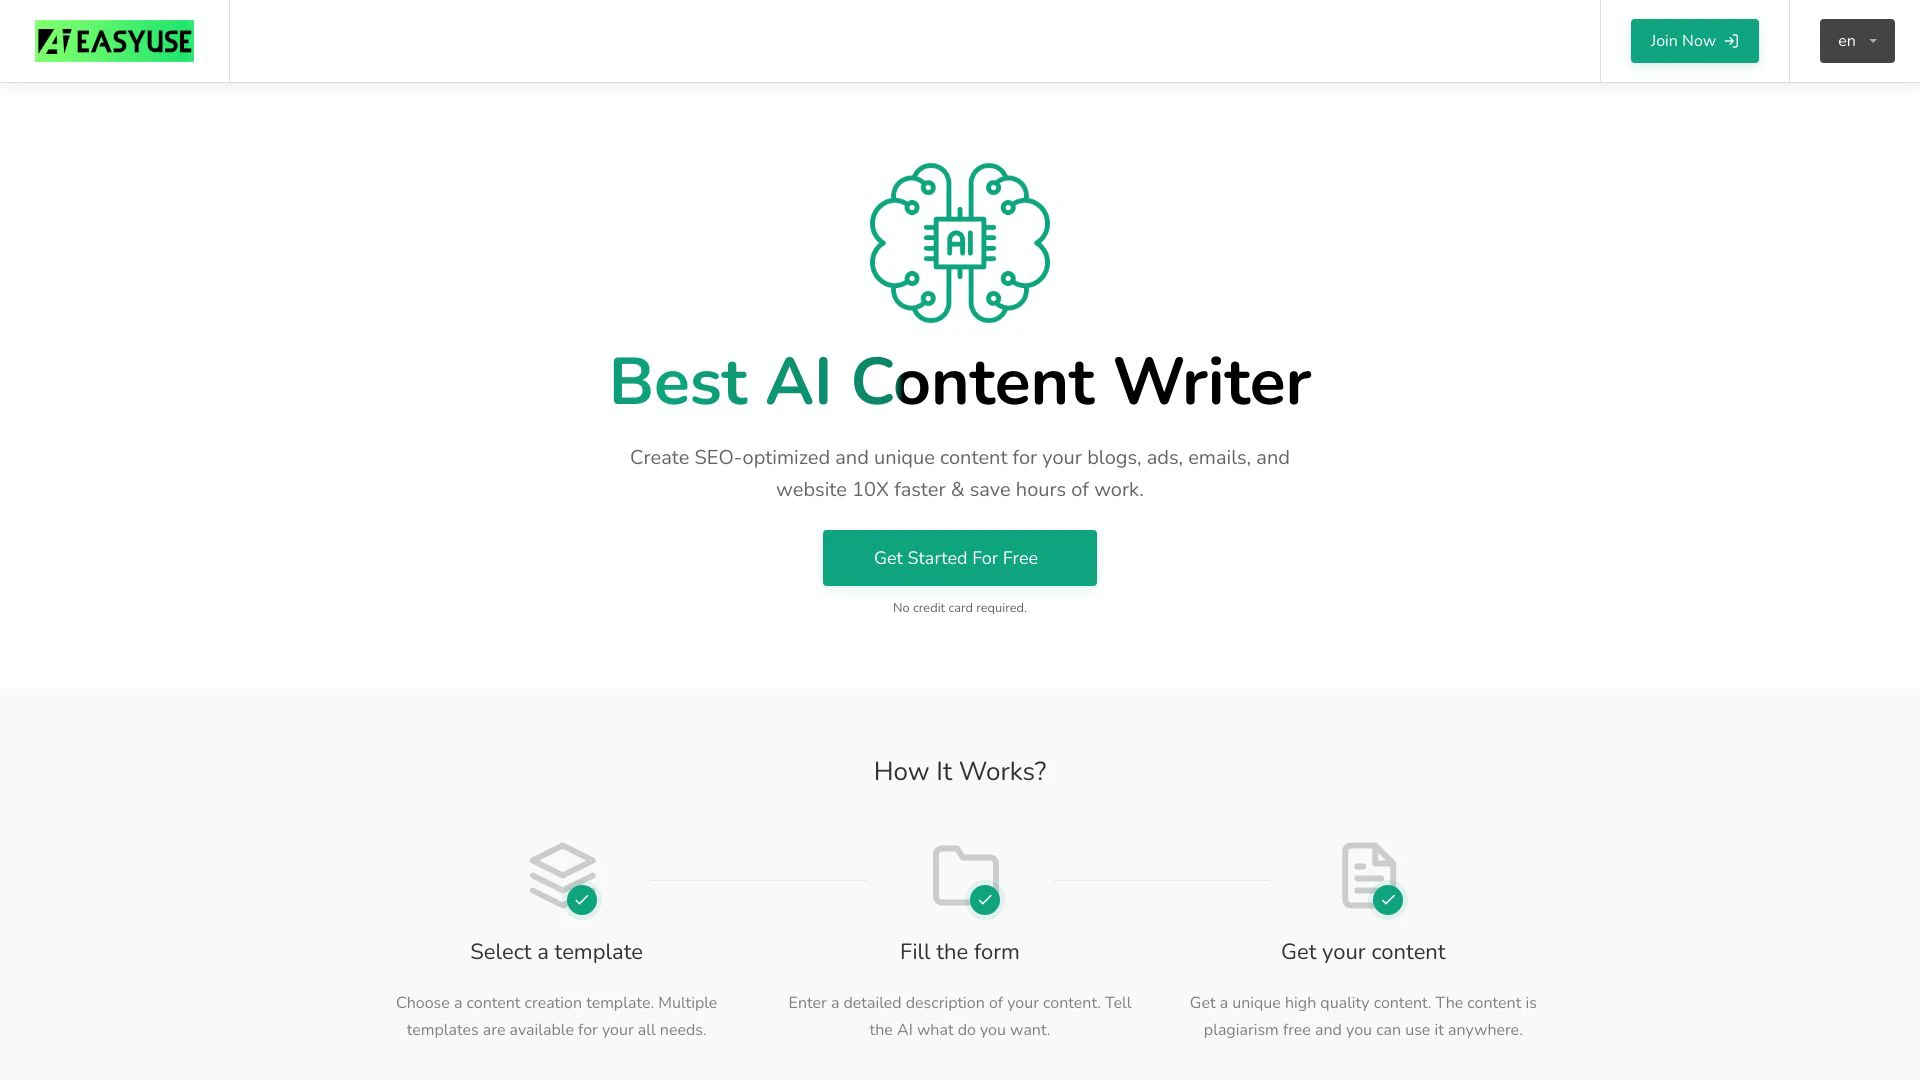 Ai EASYUSE
Join Now
en
AI
Best AI Content Writer
Create SEO-optimized and unique content for your blogs, ads, emails, and
website 10X faster & save hours of work.
Get Started For Free
No credit card required.
How It Works?
Select a template
Choose a content creation template. Multiple
templates are available for your all needs.
Fill the form
Enter a detailed description of your content. Tell
the AI what do you want.
Get your content
Get a unique high quality content. The content is
plagiarism free and you can use it anywhere.